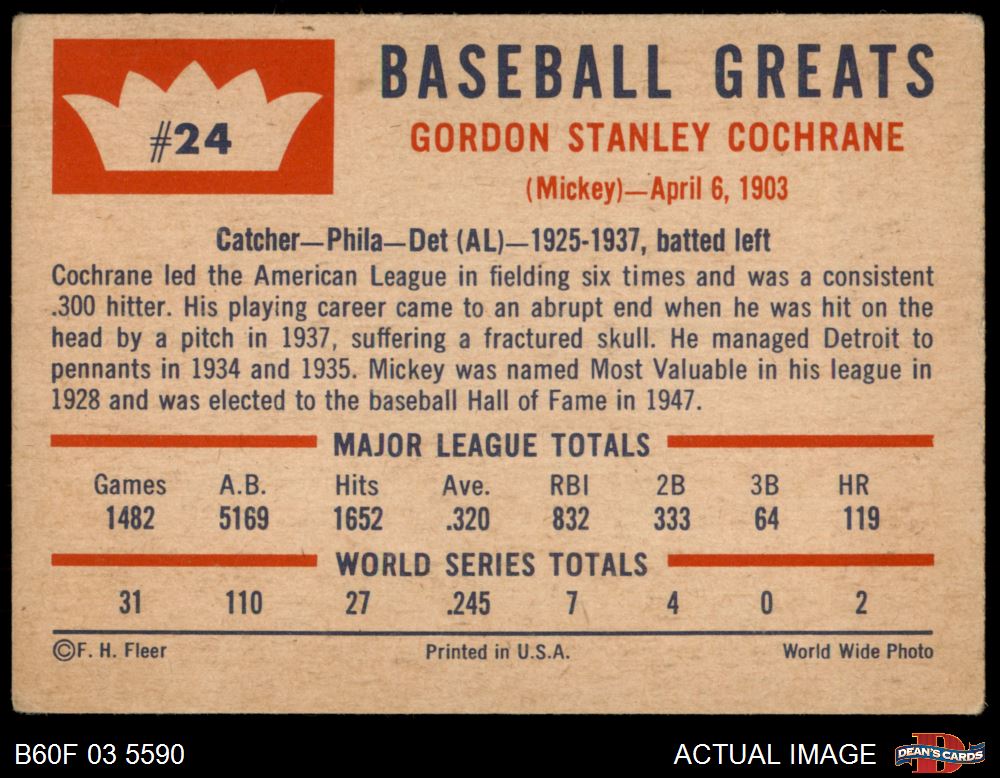 #24
BASEBALL GREATS
GORDON STANLEY COCHRANE
(Mickey)—April 6, 1903
Catcher—Phila—Det (AL)—1925-1937, batted left
Cochrane led the American League in fielding six times and was a consistent
.300 hitter. His playing career came to an abrupt end when he was hit on the
head by a pitch in 1937, suffering a fractured skull. He managed Detroit to
pennants in 1934 and 1935. Mickey was named Most Valuable in his league in
1928 and was elected to the baseball Hall of Fame in 1947.
MAJOR LEAGUE TOTALS
Games A.B. Hits Ave. RBI 2B 3B HR
1482 5169 1652 .320 832 333 64 119
WORLD SERIES TOTALS
31 110 27 .245 7 4 0 2
©F. H. Fleer Printed in U.S.A. World Wide Photo
B60F 03 5590 ACTUAL IMAGE D DEAN'S CARDS